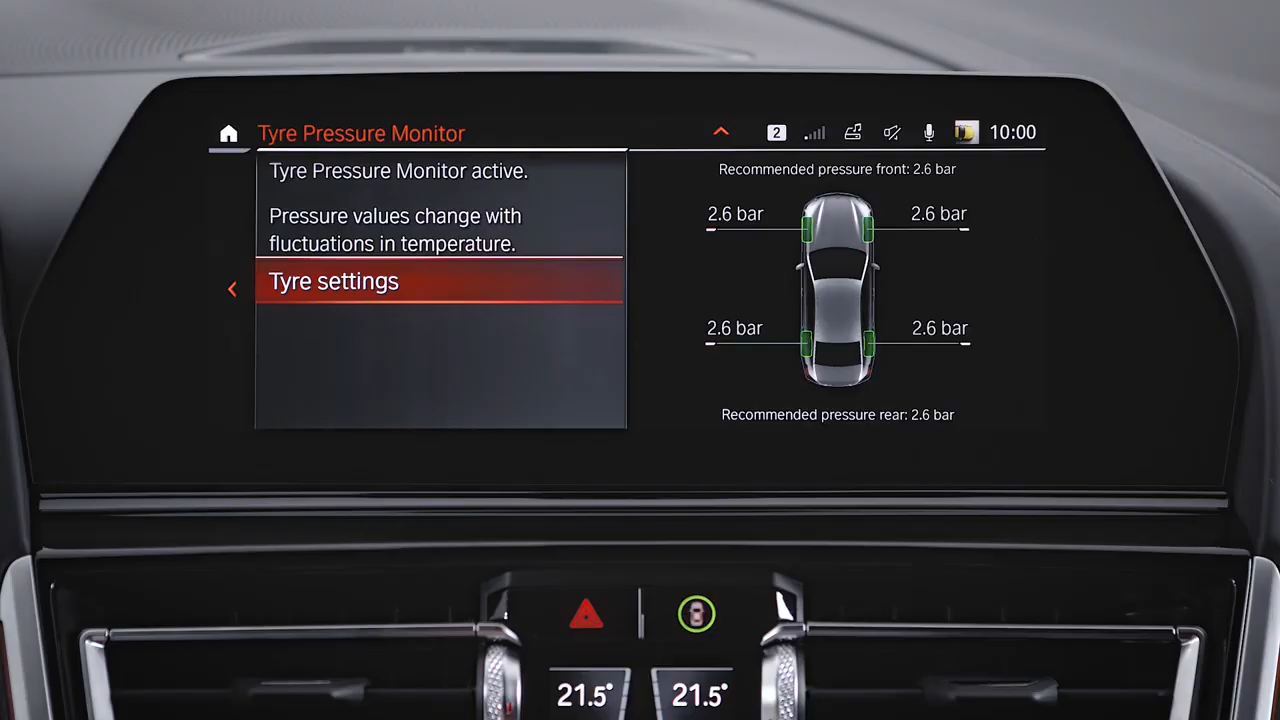 Tyre Pressure Monitor
2
10:00
Tyre Pressure Monitor active.
Pressure values change with
fluctuations in temperature.
Tyre settings
Recommended pressure front: 2.6 bar
2.6 bar
2.6 bar
2.6 bar
2.6 bar
Recommended pressure rear: 2.6 bar
21.5°
21.5°